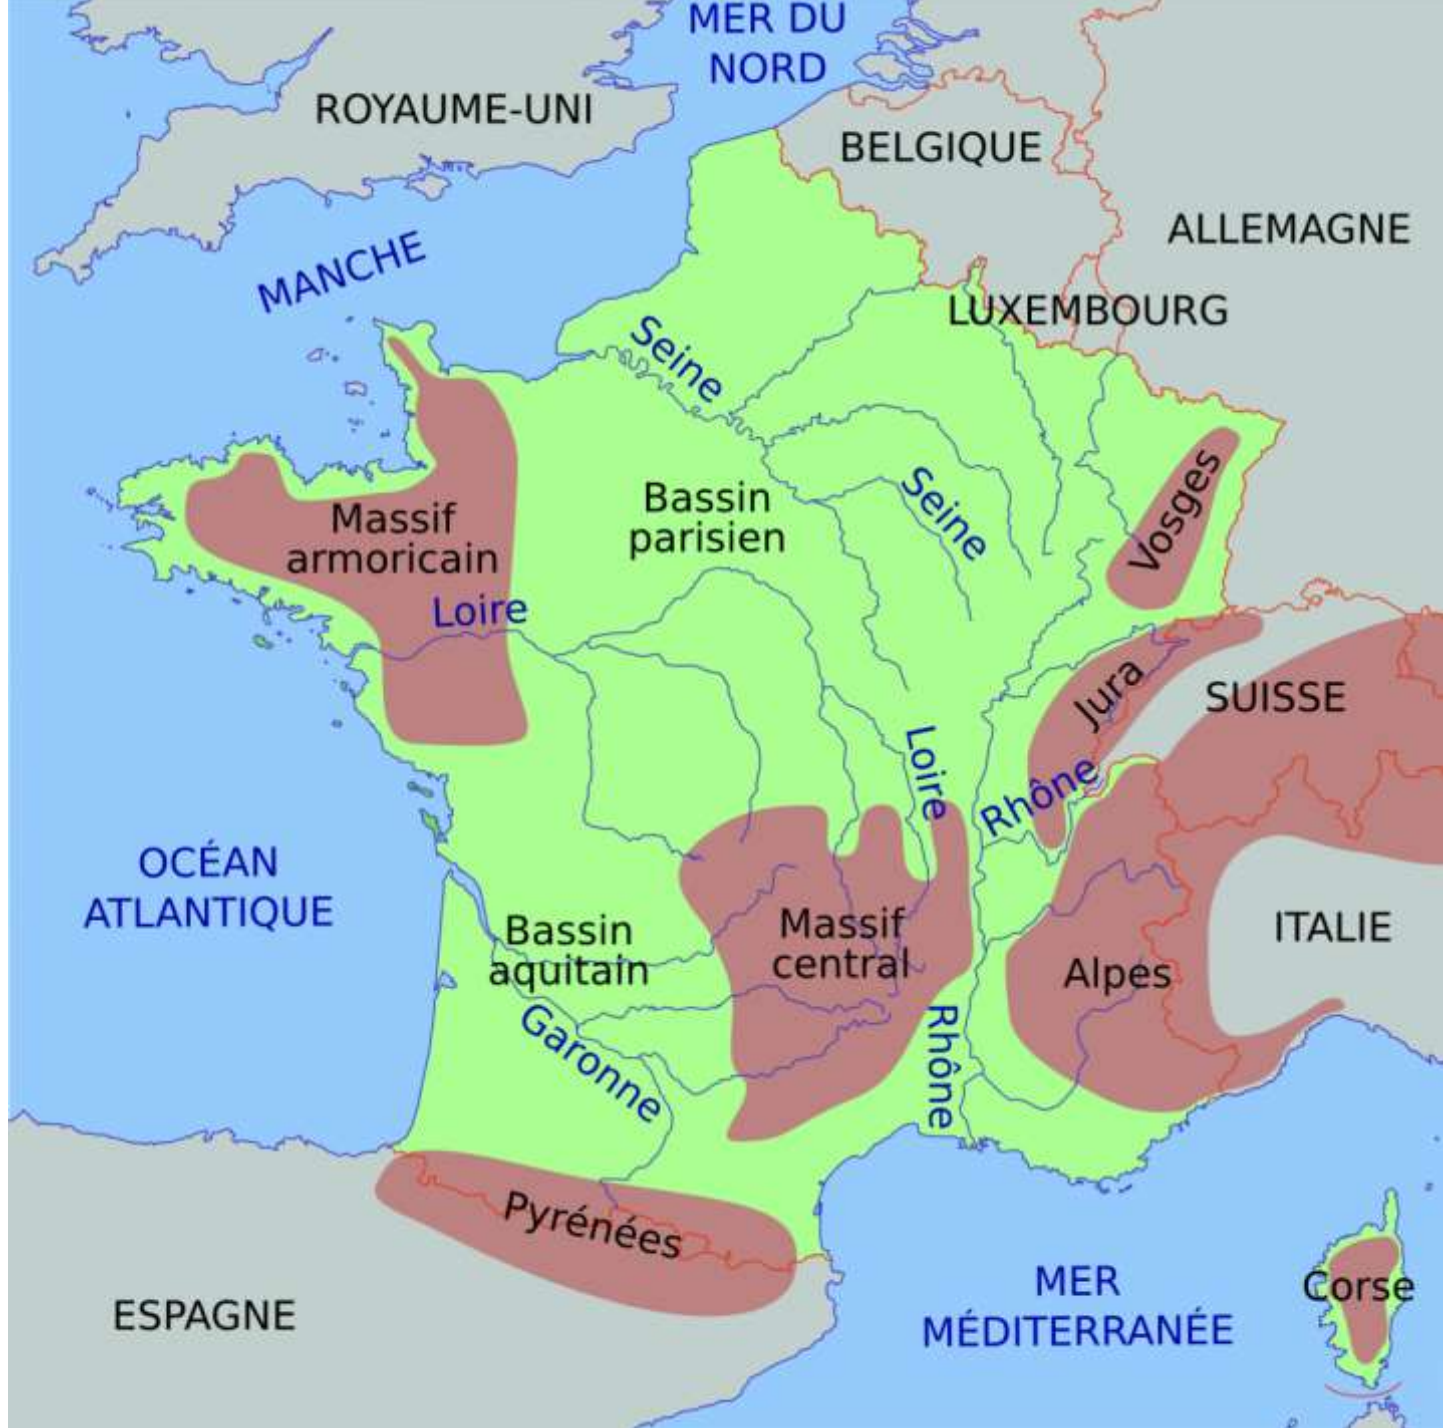 MER DU
NORD
ROYAUME-UNI
BELGIQUE
ALLEMAGNE
MANCHE
LUXEMBOURG
Seine
Vosges
Seine
Bassin
parisien
Massif
armoricain
Loire
Jura
SUISSE
Loire
Rhône
OCÉAN
ATLANTIQUE
Bassin
aquitain
Massif
central
ITALIE
Alpes
Garonne
Rhône
Pyrénées
ESPAGNE
MER
MÉDITERRANÉE
Corse